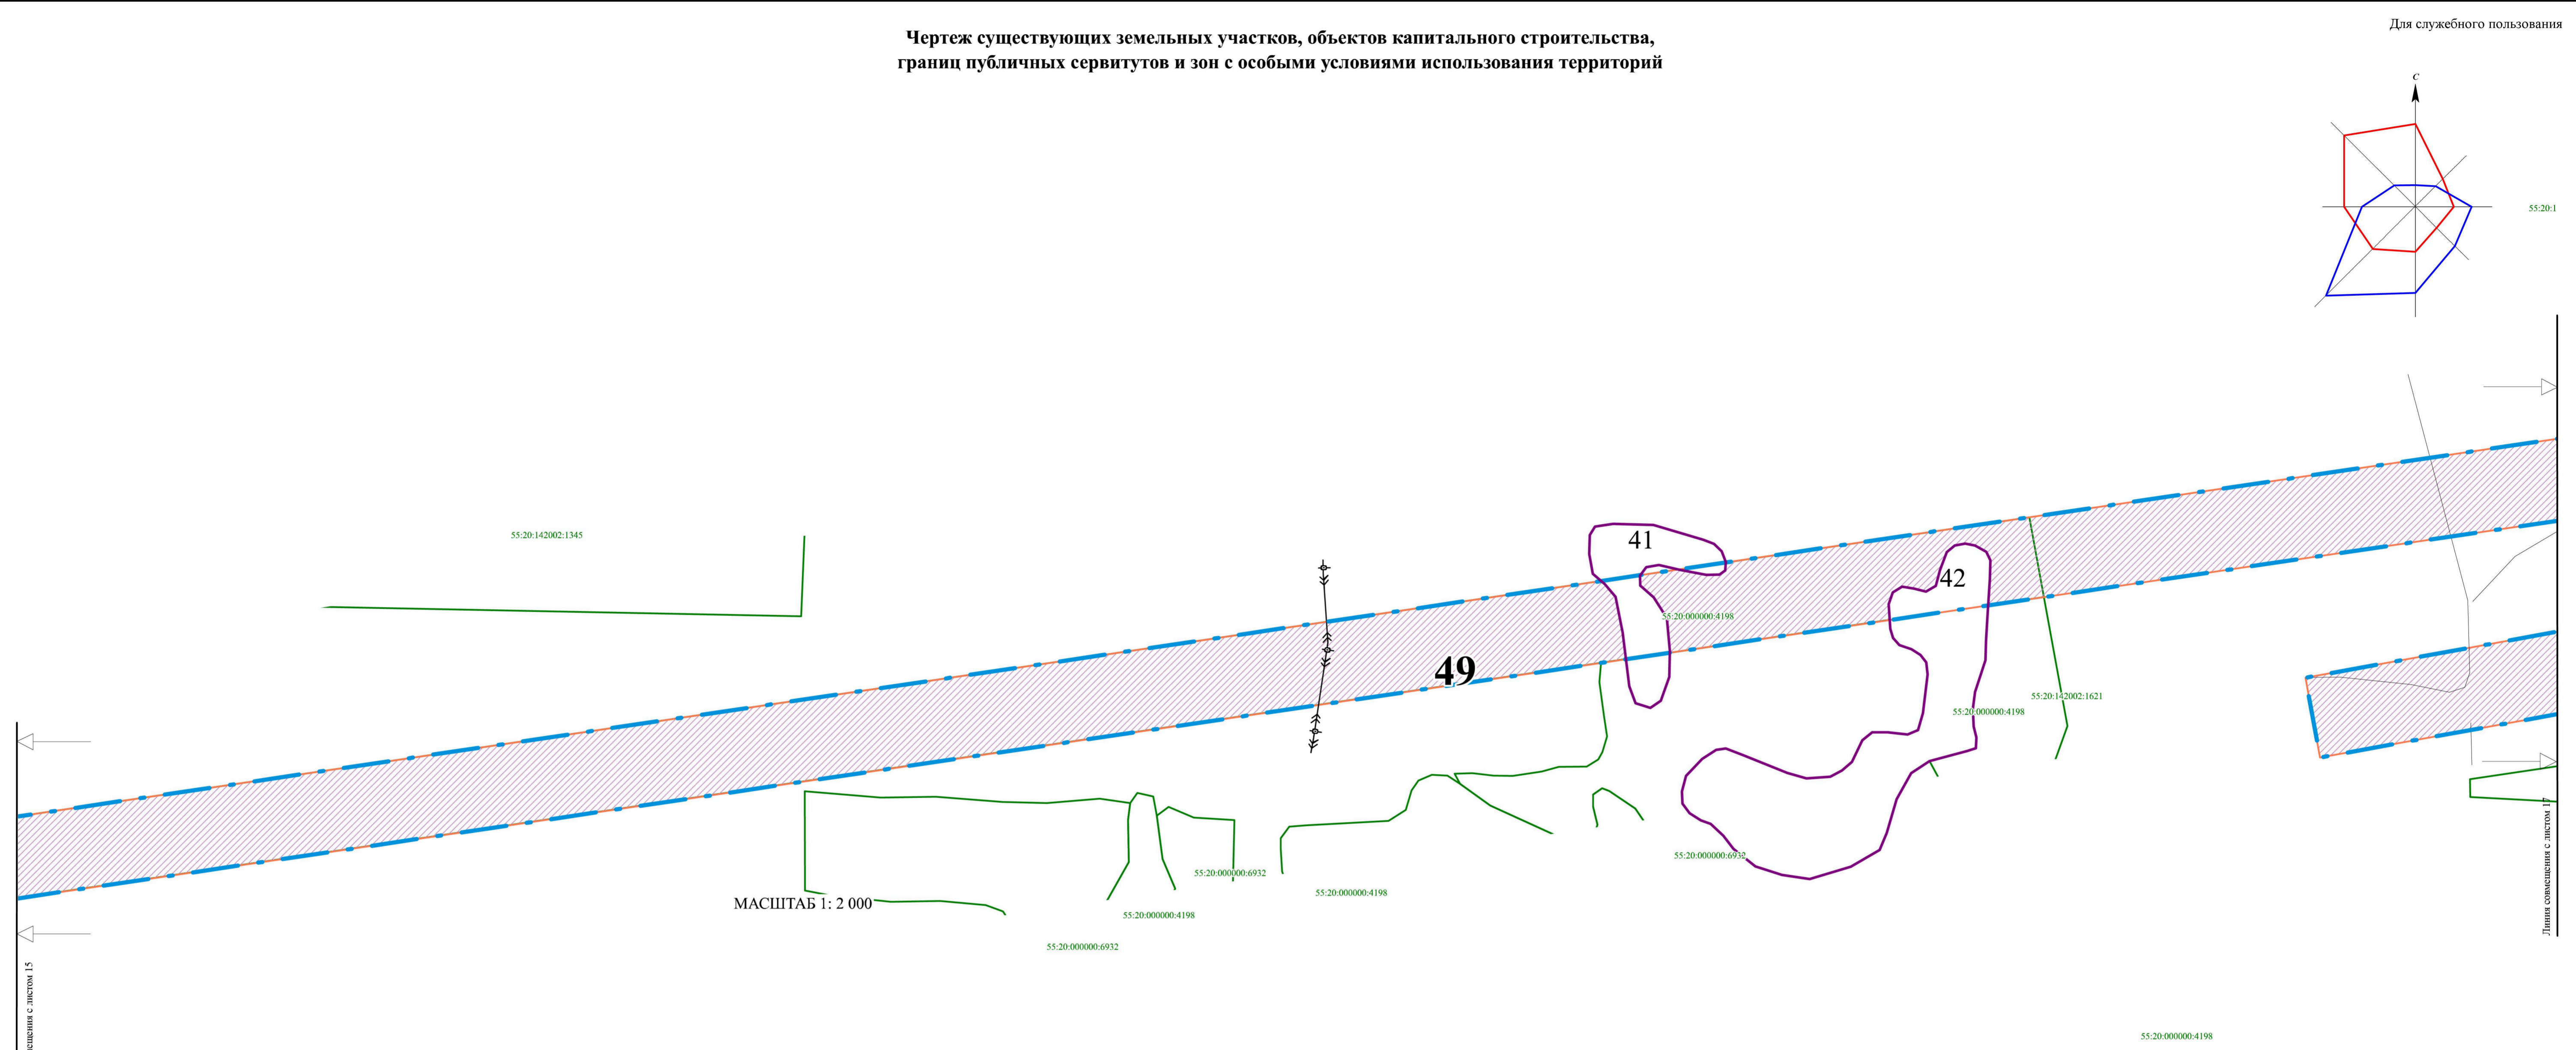 Для служебного пользования
Чертеж существующих земельных участков, объектов капитального строительства,
границ публичных сервитутов и зон с особыми условиями использования территорий
С
55:20:1
55:20:142002:1345
41
42
55:20:000000:4198
49
55:20:142002:1621
55:20:000000:4198
55:20:000000:6932
55:20:000000:6932
55:20:000000:4198
МАСШТАБ 1: 2 000
55:20:000000:4198
55:20:000000:6932
Линия совмещения с листом 17
ещения с листом 15
55:20:000000:4198